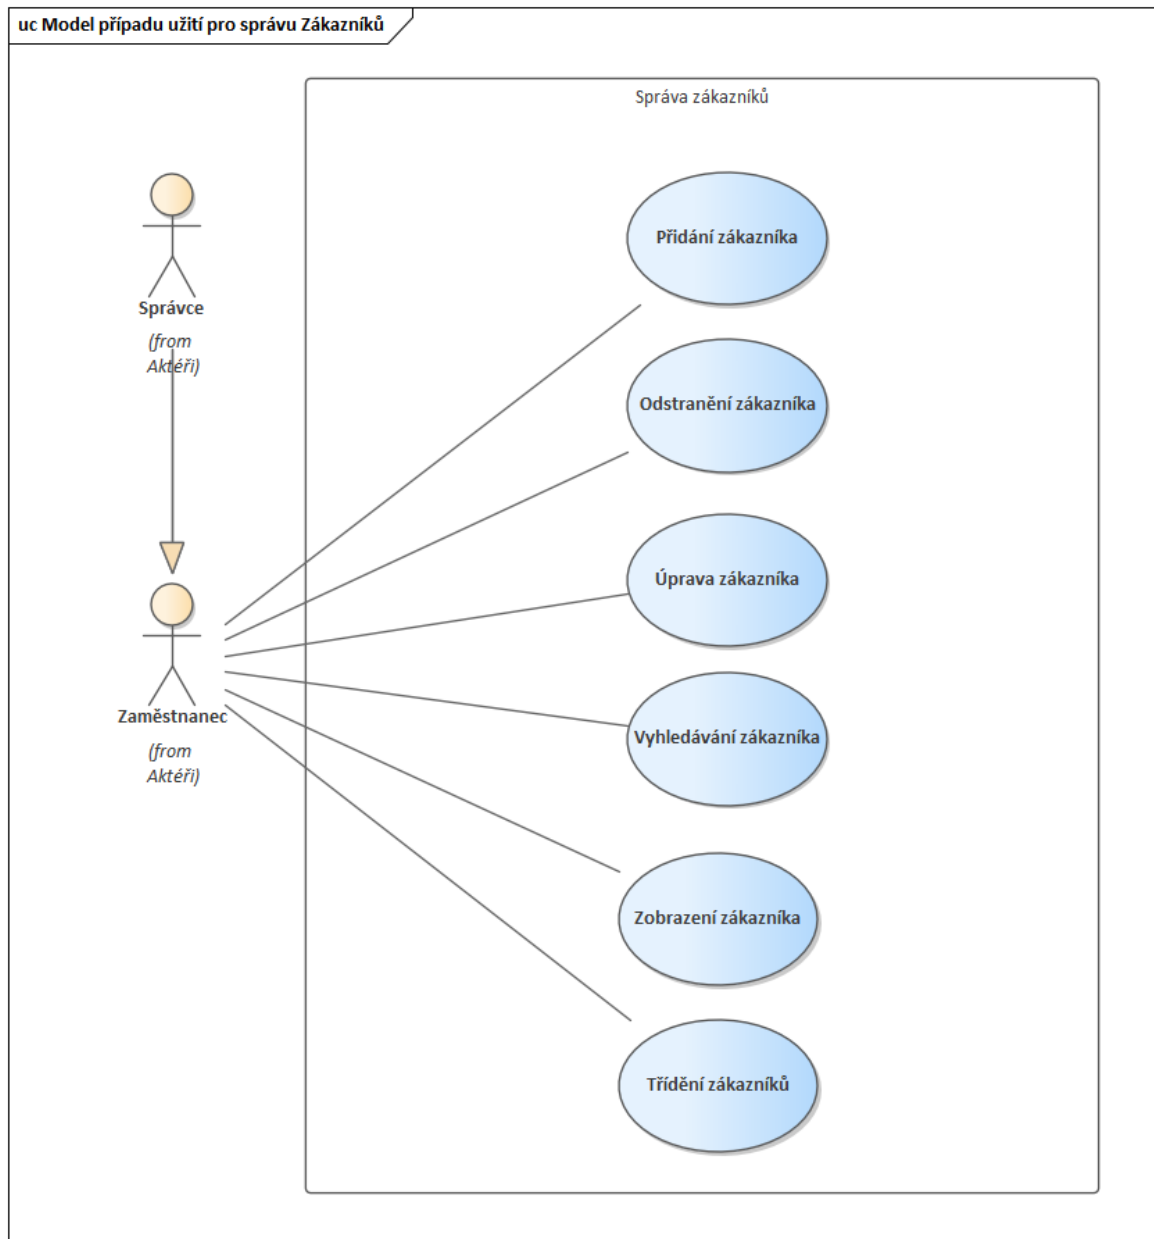 uc Model případu užití pro správu Zákazníků
Správa zákazníků
Přidání zákazníka
Správce
(from
Aktéři)
Odstranění zákazníka
Úprava zákazníka
Zaměstnanec
(from
Aktéři)
Vyhledávání zákazníka
Zobrazení zákazníka
Třídění zákazníků